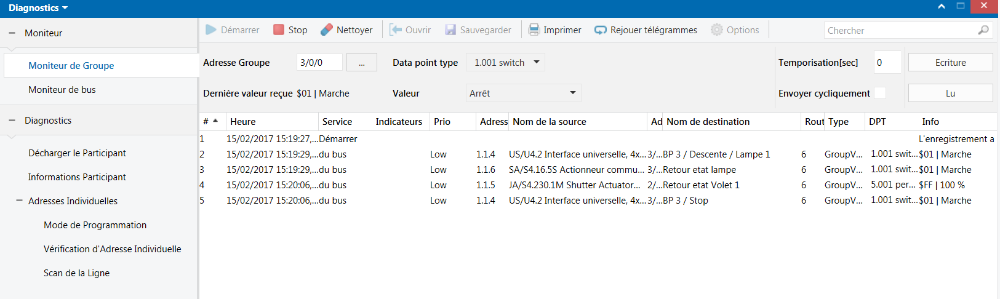 Diagnostics
Moniteur
Moniteur de Groupe
Moniteur de bus
Diagnostics
Décharger le Participant
Informations Participant
Adresses Individuelles
Mode de Programmation
Vérification d'Adresse Individuelle
Scan de la Ligne
Démarrer Stop Nettoyer Ouvrir Sauvegarder Imprimer Rejouer télégrammes Options Chercher
Adresse Groupe 3/0/0 ... Data point type 1.001 switch Temporisation[sec] 0 Ecriture
Dernière valeur reçue $01 | Marche Valeur Arrêt Envoyer cycliquement Lu
# Heure Service Indicateurs Prio Adress Nom de la source Ad Nom de destination Rout Type DPT Info
1 15/02/2017 15:19:27,... Démarrer L'enregistrement a
2 15/02/2017 15:19:29,... du bus Low 1.1.4 US/U4.2 Interface universelle, 4x... 3/... BP 3 / Descente / Lampe 1 6 GroupV... 1.001 swit... $01 | Marche
3 15/02/2017 15:19:29,... du bus Low 1.1.6 SA/S4.16.5S Actionneur commu... 3/... Retour etat lampe 6 GroupV... 1.001 swit... $01 | Marche
4 15/02/2017 15:20:06,... du bus Low 1.1.5 JA/S4.230.1M Shutter Actuator... 2/... Retour etat Volet 1 6 GroupV... 5.001 per... $FF | 100 %
5 15/02/2017 15:20:06,... du bus Low 1.1.4 US/U4.2 Interface universelle, 4x... 3/... BP 3 / Stop 6 GroupV... 1.001 swit... $01 | Marche